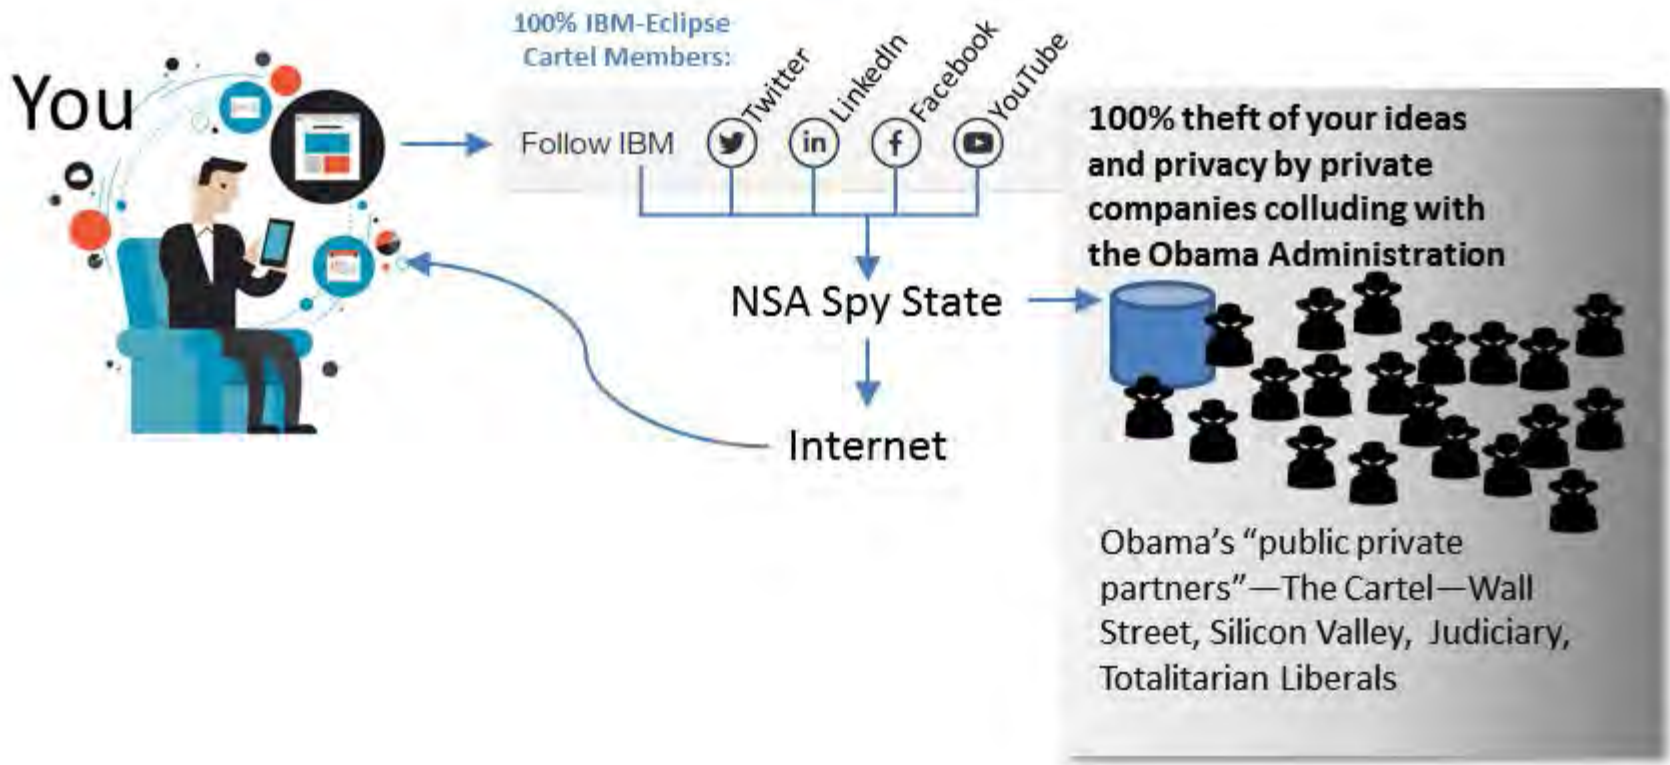 You
100% IBM-Eclipse
Cartel Members:
Follow IBM
Twitter
in
LinkedIn
f
Facebook
YouTube
NSA Spy State
Internet
100% theft of your ideas
and privacy by private
companies colluding with
the Obama Administration
Obama’s “public private
partners”—The Cartel—Wall
Street, Silicon Valley, Judiciary,
Totalitarian Liberals